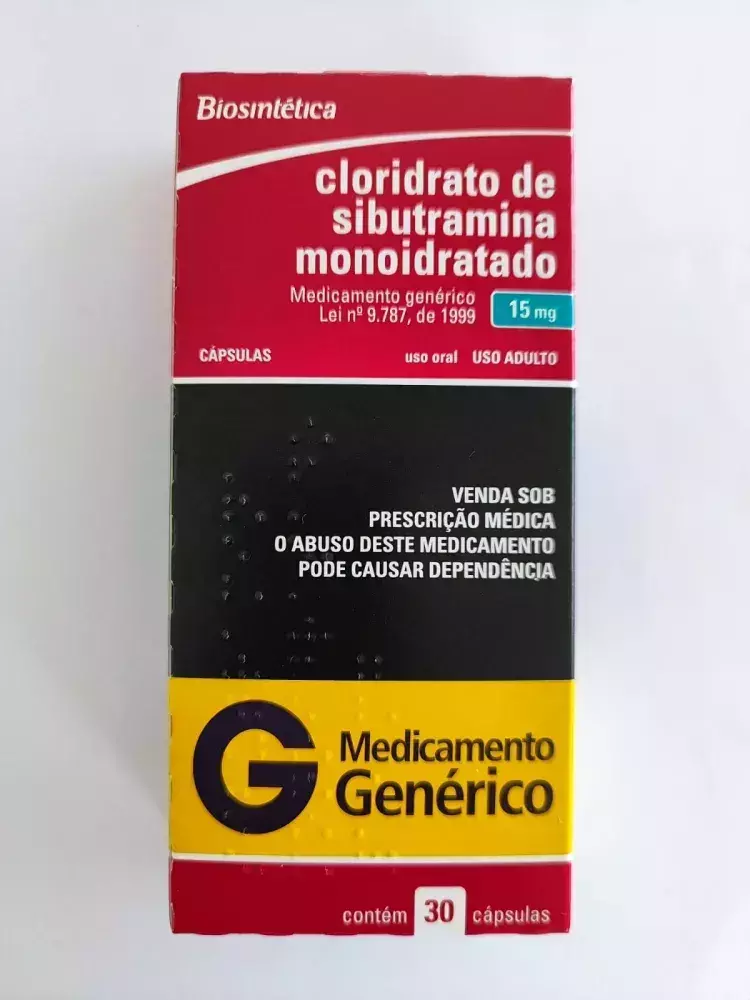 Biosintética
cloridrato de
sibutramina
monoidratado
Medicamento genérico
Lei nº 9.787, de 1999
15 mg
CÁPSULAS
uso oral USO ADULTO
VENDA SOB
PRESCRIÇÃO MÉDICA
O ABUSO DESTE MEDICAMENTO
PODE CAUSAR DEPENDÊNCIA
G
Medicamento
Genérico
contém 30 cápsulas